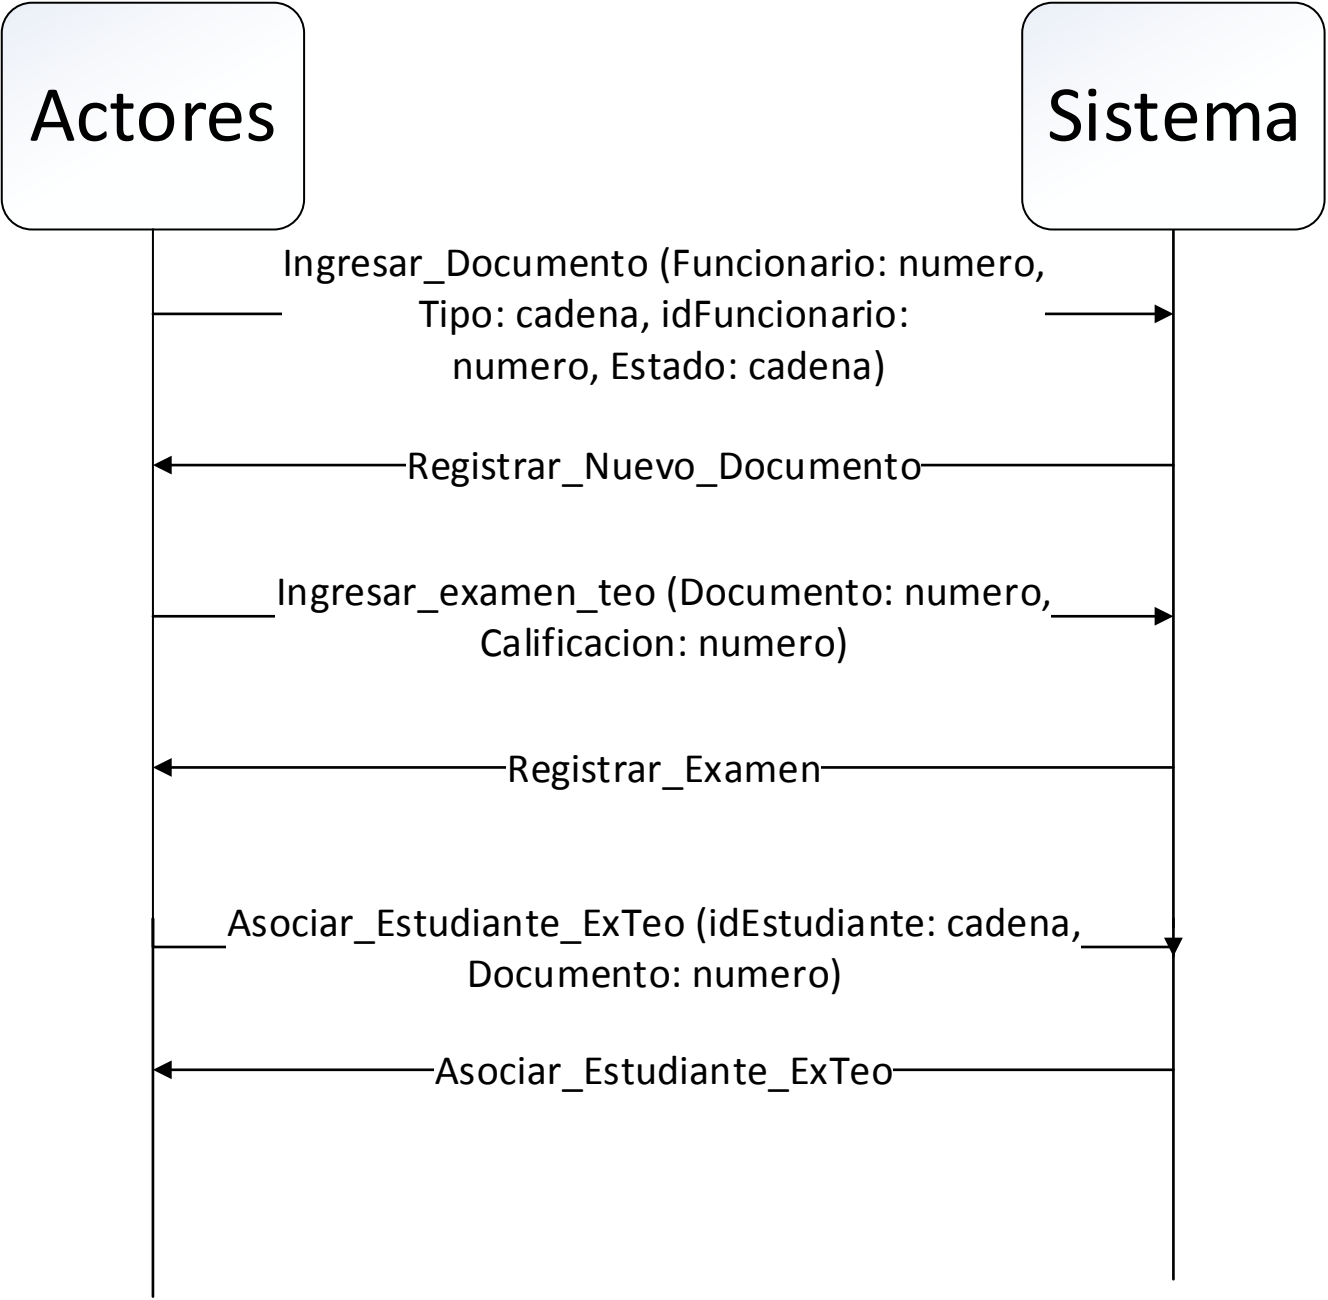 Actores
Sistema
Ingresar_Documento (Funcionario: numero,
Tipo: cadena, idFuncionario:
numero, Estado: cadena)
Registrar_Nuevo_Documento
Ingresar_examen_teo (Documento: numero,
Calificacion: numero)
Registrar_Examen
Asociar_Estudiante_ExTeo (idEstudiante: cadena,
Documento: numero)
Asociar_Estudiante_ExTeo